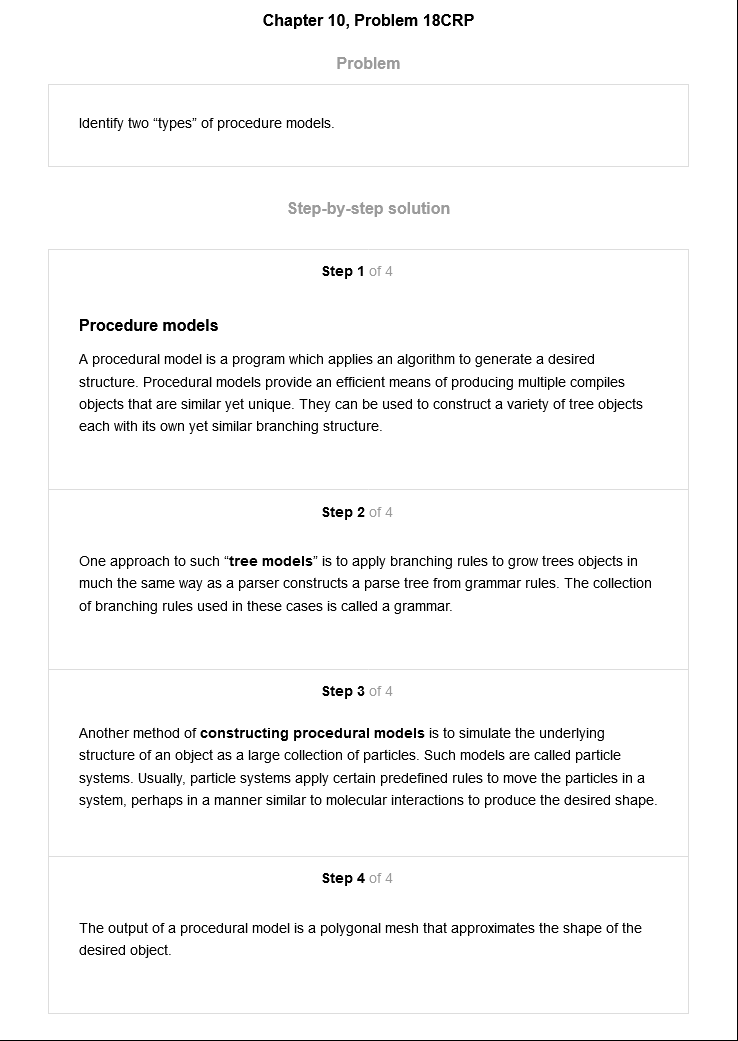 Chapter 10, Problem 18CRP
Problem
Identify two “types” of procedure models.
Step-by-step solution
Step 1 of 4
Procedure models
A procedural model is a program which applies an algorithm to generate a desired
structure. Procedural models provide an efficient means of producing multiple compiles
objects that are similar yet unique. They can be used to construct a variety of tree objects
each with its own yet similar branching structure.
Step 2 of 4
One approach to such “tree models” is to apply branching rules to grow trees objects in
much the same way as a parser constructs a parse tree from grammar rules. The collection
of branching rules used in these cases is called a grammar.
Step 3 of 4
Another method of constructing procedural models is to simulate the underlying
structure of an object as a large collection of particles. Such models are called particle
systems. Usually, particle systems apply certain predefined rules to move the particles in a
system, perhaps in a manner similar to molecular interactions to produce the desired shape.
Step 4 of 4
The output of a procedural model is a polygonal mesh that approximates the shape of the
desired object.